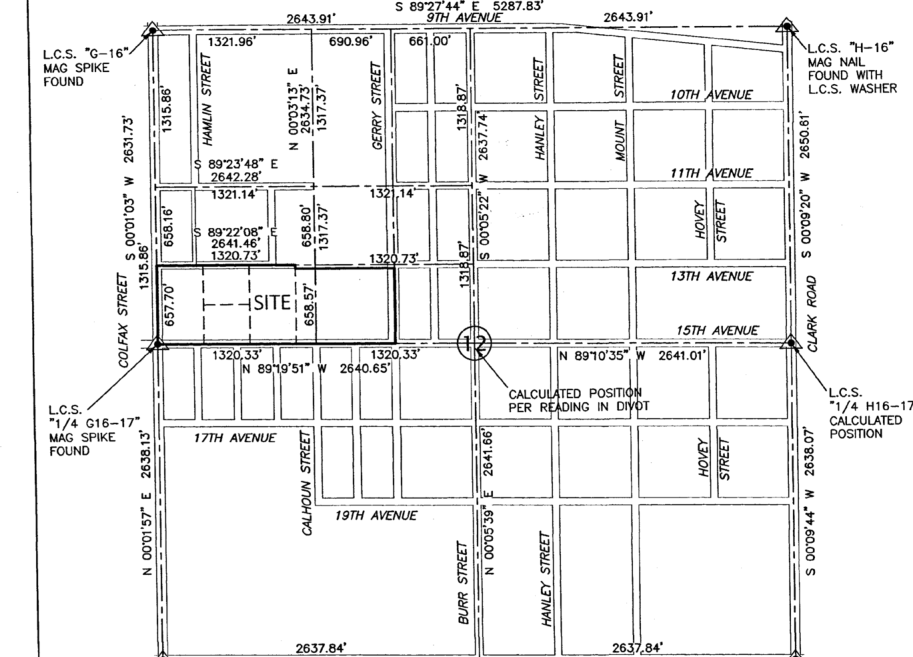 S 89°27'44" E 5287.83'
2643.91'
9TH AVENUE
2643.91'
L.C.S. "G-16"
MAG SPIKE
FOUND
L.C.S. "H-16"
MAG NAIL
FOUND WITH
L.C.S. WASHER
1321.96'
690.96'
661.00'
HAMLIN STREET
N 00°03'13" E
2634.73'
1317.37'
GERRY STREET
1315.86'
1318.87'
2637.74'
S 00°05'22" W
HANLEY STREET
MOUNT STREET
10TH AVENUE
S 00°01'03" W 2631.73'
S 00°09'20" W 2650.61'
S 89°23'48" E
2642.28'
1321.14'
1321.14'
11TH AVENUE
658.16'
S 89°22'08" E
2641.46'
1320.73'
658.80'
1317.37'
1320.73'
1318.87'
HOVEY STREET
1315.86'
COLFAX STREET
13TH AVENUE
657.70'
SITE
658.57'
CLARK ROAD
15TH AVENUE
1320.33'
1320.33'
12
N 89°19'51" W 2640.65'
N 89°10'35" W 2641.01'
CALCULATED POSITION
PER READING IN DIVOT
L.C.S.
"1/4 G16-17"
MAG SPIKE
FOUND
L.C.S.
"1/4 H16-17
CALCULATED
POSITION
17TH AVENUE
N 00°01'57" E 2638.13'
CALHOUN STREET
2641.66'
N 00°05'39" E
HOVEY STREET
S 00°09'44" W 2638.07'
19TH AVENUE
BURR STREET
HANLEY STREET
2637.84'
2637.84'